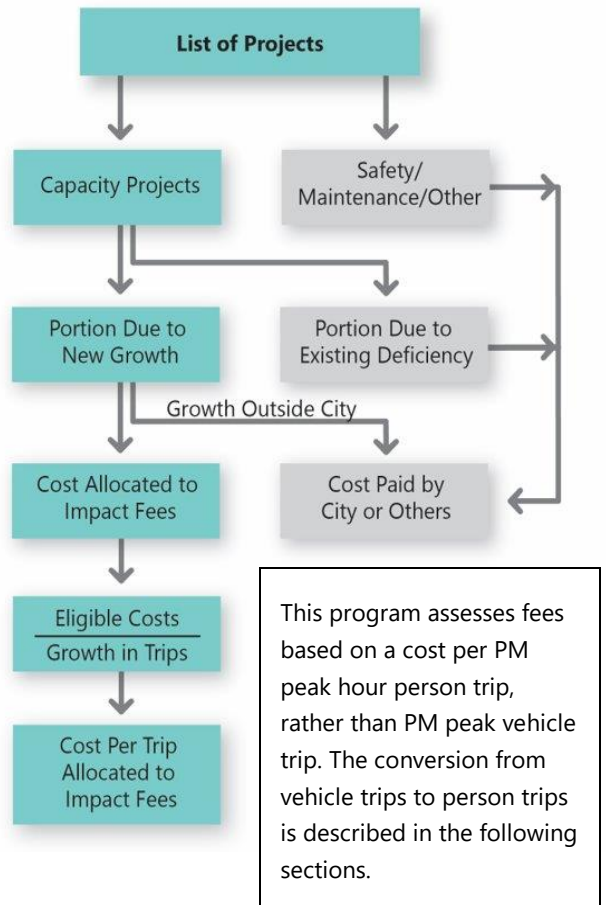 List of Projects
Capacity Projects
Safety/
Maintenance/Other
Portion Due to
New Growth
Portion Due to
Existing Deficiency
Growth Outside City
Cost Allocated to
Impact Fees
Cost Paid by
City or Others
Eligible Costs
Growth in Trips
Cost Per Trip
Allocated to
Impact Fees
This program assesses fees
based on a cost per PM
peak hour person trip,
rather than PM peak vehicle
trip. The conversion from
vehicle trips to person trips
is described in the following
sections.